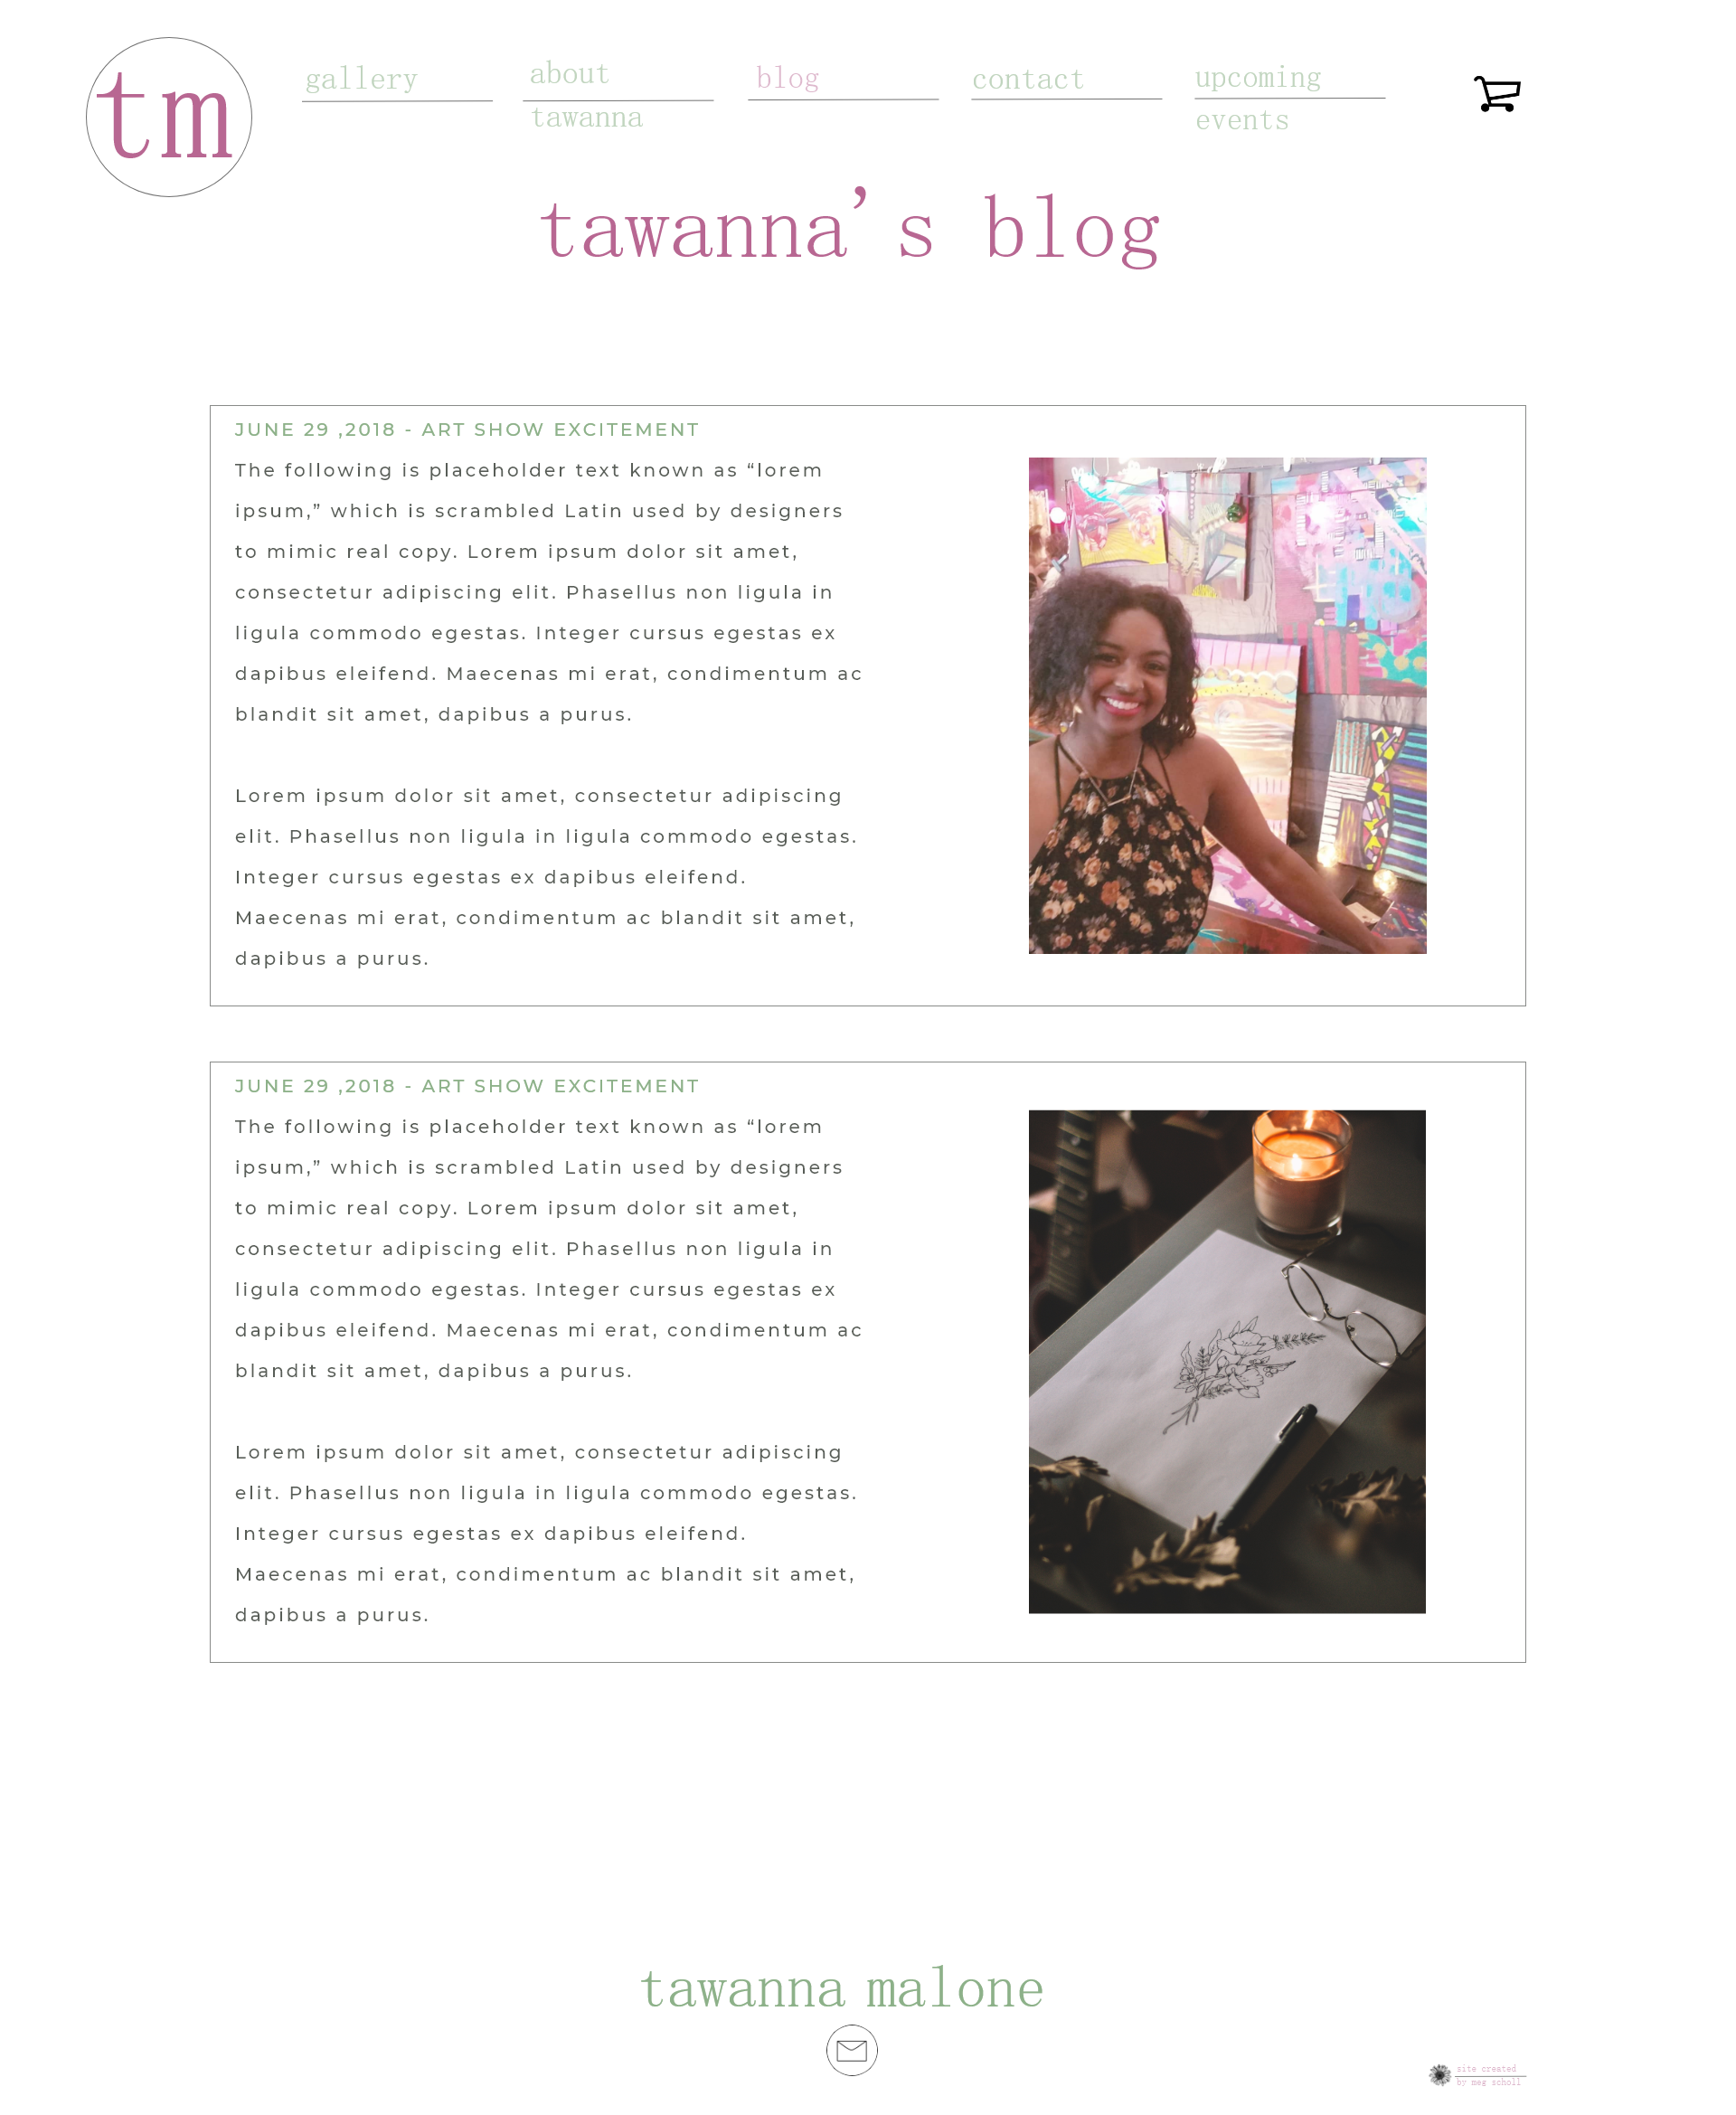 tm
gallery
about
tawanna
blog
contact
upcoming
events
tawanna's blog
JUNE 29 ,2018 - ART SHOW EXCITEMENT
The following is placeholder text known as “lorem
ipsum,” which is scrambled Latin used by designers
to mimic real copy. Lorem ipsum dolor sit amet,
consectetur adipiscing elit. Phasellus non ligula in
ligula commodo egestas. Integer cursus egestas ex
dapibus eleifend. Maecenas mi erat, condimentum ac
blandit sit amet, dapibus a purus.
Lorem ipsum dolor sit amet, consectetur adipiscing
elit. Phasellus non ligula in ligula commodo egestas.
Integer cursus egestas ex dapibus eleifend.
Maecenas mi erat, condimentum ac blandit sit amet,
dapibus a purus.
JUNE 29 ,2018 - ART SHOW EXCITEMENT
The following is placeholder text known as “lorem
ipsum,” which is scrambled Latin used by designers
to mimic real copy. Lorem ipsum dolor sit amet,
consectetur adipiscing elit. Phasellus non ligula in
ligula commodo egestas. Integer cursus egestas ex
dapibus eleifend. Maecenas mi erat, condimentum ac
blandit sit amet, dapibus a purus.
Lorem ipsum dolor sit amet, consectetur adipiscing
elit. Phasellus non ligula in ligula commodo egestas.
Integer cursus egestas ex dapibus eleifend.
Maecenas mi erat, condimentum ac blandit sit amet,
dapibus a purus.
tawanna malone
site created
by meg scholl